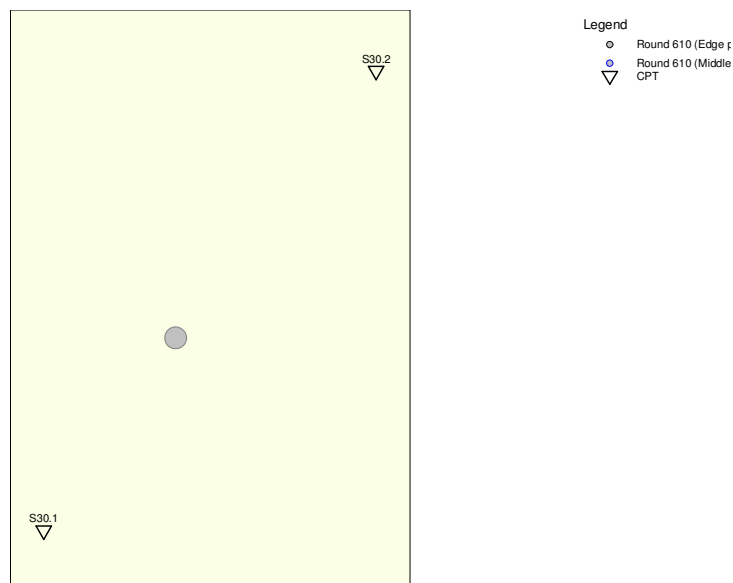 S30.2
S30.1
Legend
Round 610 (Edge p
Round 610 (Middle
CPT